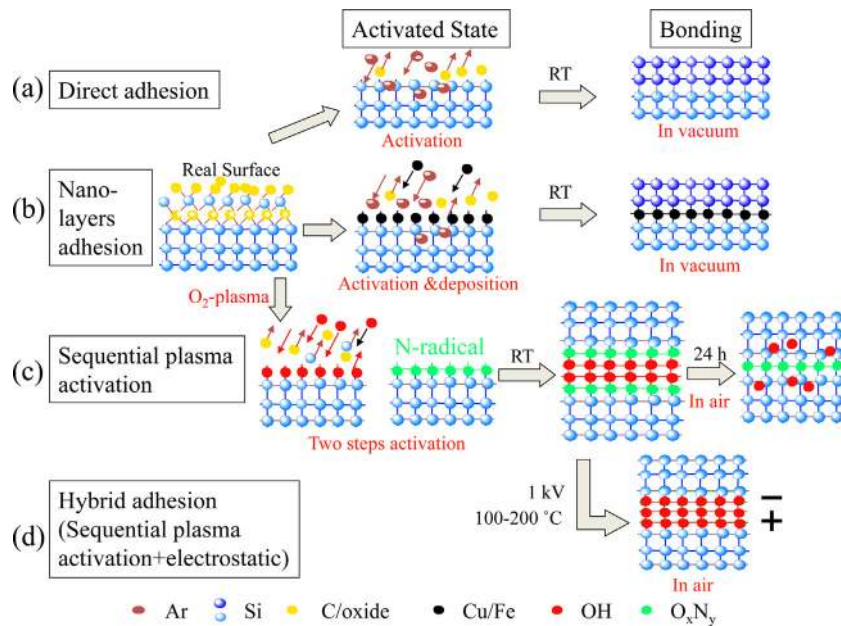 Activated State
Bonding
(a)
Direct adhesion
RT
Activation
In vacuum
(b)
Nano-
layers
adhesion
Real Surface
RT
Activation &deposition
In vacuum
O₂-plasma
(c)
Sequential plasma
activation
N-radical
RT
24 h
In air
Two steps activation
(d)
Hybrid adhesion
(Sequential plasma
activation+electrostatic)
1 kV
100-200 ˚C
−
+
In air
Ar
Si
C/oxide
Cu/Fe
OH
OₓNᵧ